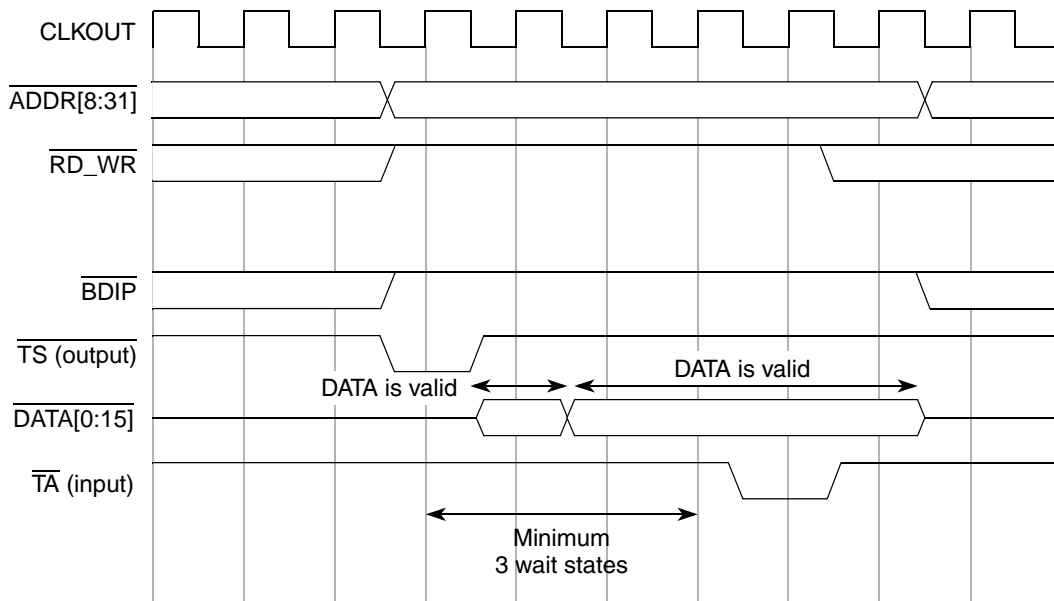 CLKOUT
ADDR[8:31]
RD_WR
BDIP
TS (output)
DATA is valid
DATA is valid
DATA[0:15]
TA (input)
Minimum
3 wait states